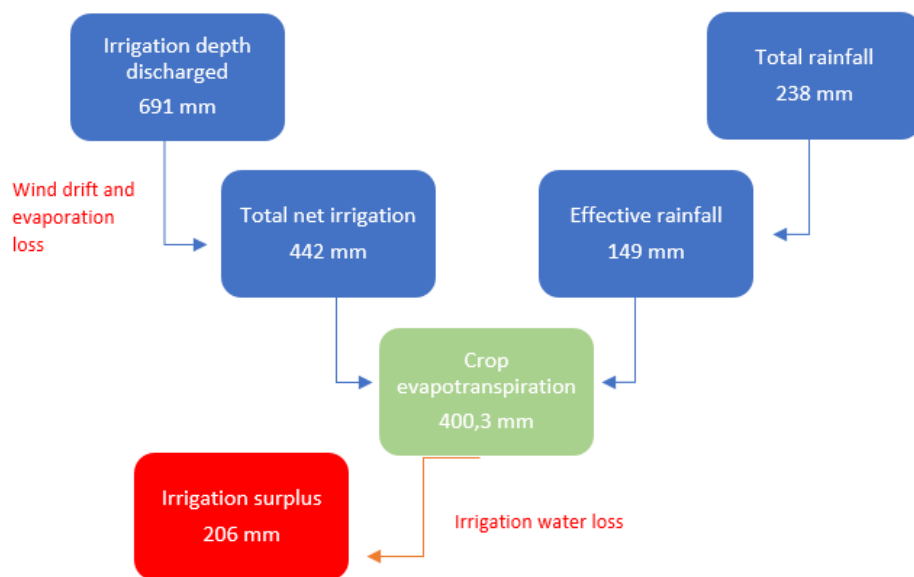 Irrigation depth
discharged
691 mm
Total rainfall
238 mm
Wind drift and
evaporation
loss
Total net irrigation
442 mm
Effective rainfall
149 mm
Crop
evapotranspiration
400,3 mm
Irrigation surplus
206 mm
Irrigation water loss